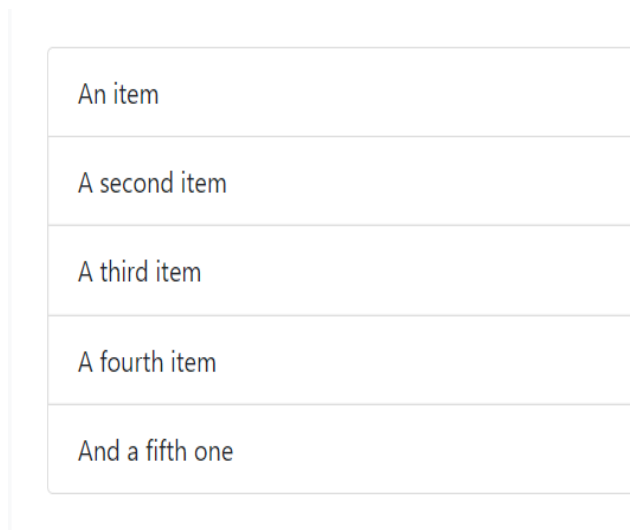 An item
A second item
A third item
A fourth item
And a fifth one